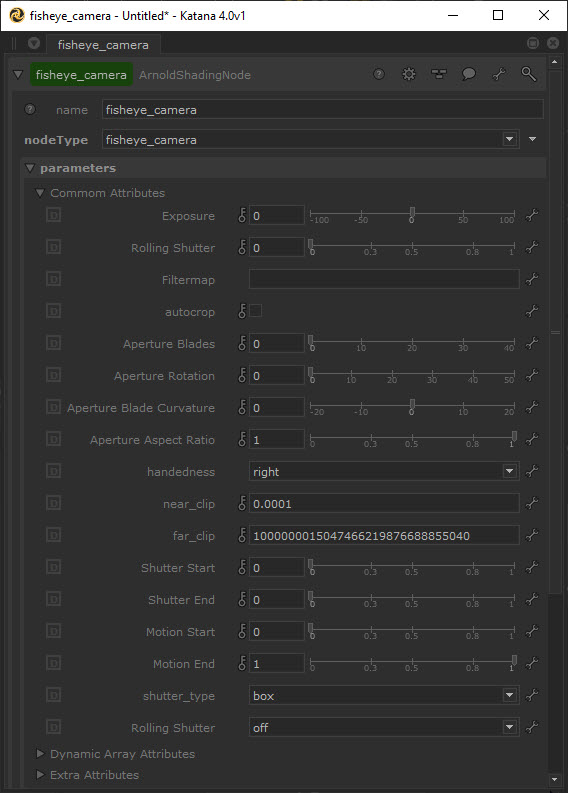 fisheye_camera - Untitled* - Katana 4.0v1
fisheye_camera
fisheye_camera ArnoldShadingNode
name fisheye_camera
nodeType fisheye_camera
parameters
Commom Attributes
D Exposure 0 -100 -50 0 50 100
D Rolling Shutter 0 0 0.3 0.5 0.8 1
D Filtermap
D autocrop
D Aperture Blades 0 0 10 20 30 40
D Aperture Rotation 0 0 10 20 30 40 50
D Aperture Blade Curvature 0 -20 -10 0 10 20
D Aperture Aspect Ratio 1 0 0.3 0.5 0.8 1
D handedness right
D near_clip 0.0001
D far_clip 1000000015047466219876688855040
D Shutter Start 0 0 0.3 0.5 0.8 1
D Shutter End 0 0 0.3 0.5 0.8 1
D Motion Start 0 0 0.3 0.5 0.8 1
D Motion End 1 0 0.3 0.5 0.8 1
D shutter_type box
D Rolling Shutter off
Dynamic Array Attributes
Extra Attributes